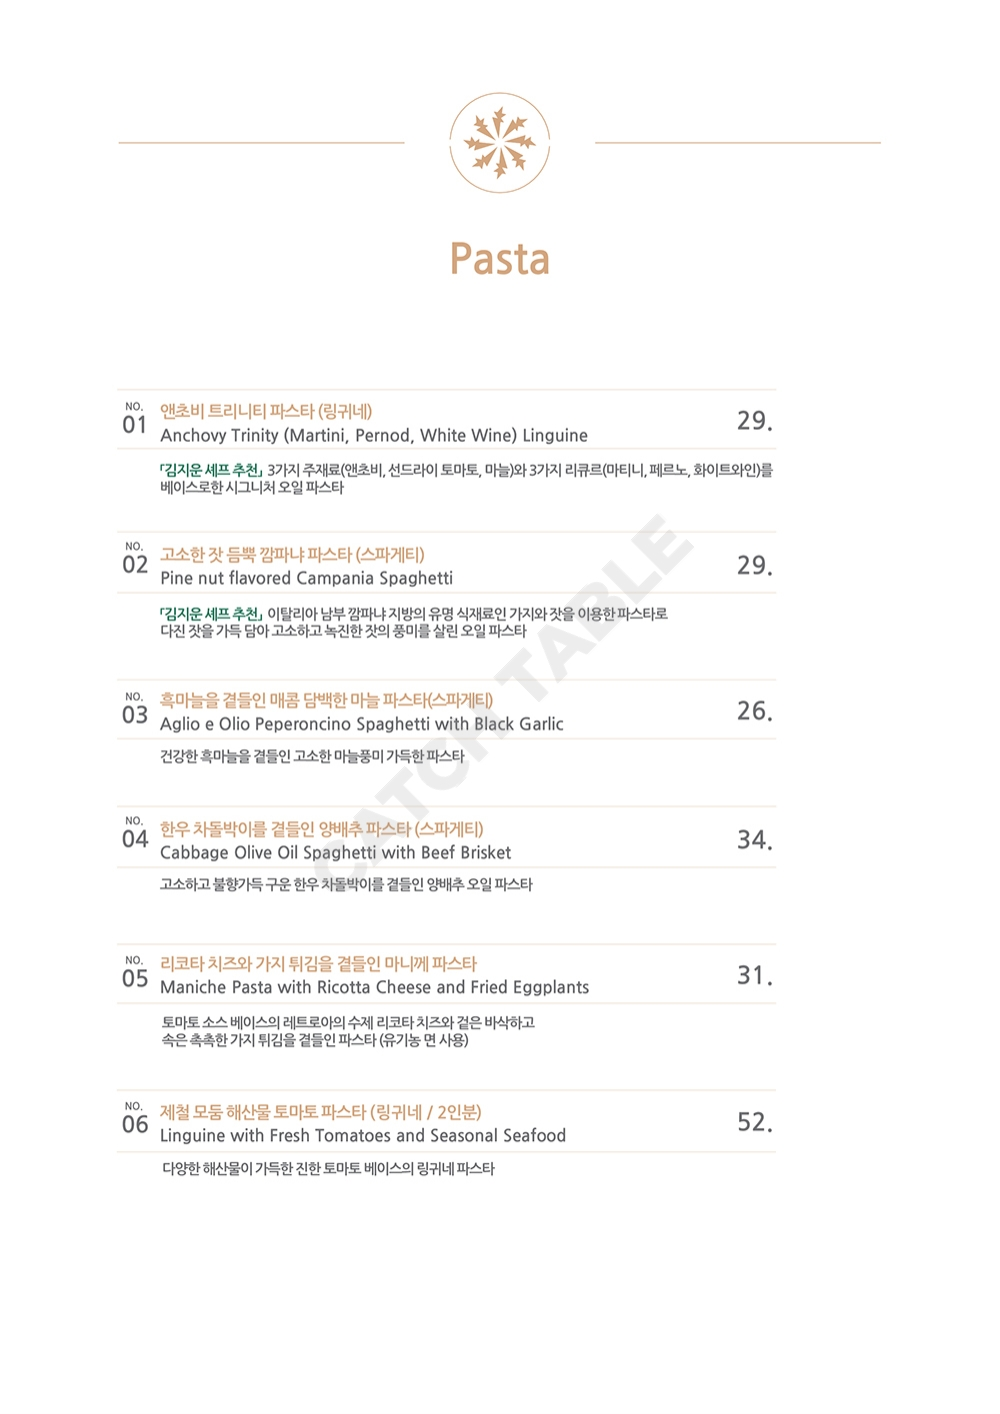 Pasta
NO.
01
앤초비 트리니티 파스타 (링귀네)
Anchovy Trinity (Martini, Pernod, White Wine) Linguine
29.
「김지운 셰프 추천」 3가지 주재료(앤초비, 선드라이 토마토, 마늘)와 3가지 리큐르(마티니, 페르노, 화이트와인)를
베이스로한 시그니처 오일 파스타
NO.
02
고소한 잣 듬뿍 깜파냐 파스타 (스파게티)
Pine nut flavored Campania Spaghetti
29.
「김지운 셰프 추천」 이탈리아 남부 깜파냐 지방의 유명 식재료인 가지와 잣을 이용한 파스타로
다진 잣을 가득 담아 고소하고 녹진한 잣의 풍미를 살린 오일 파스타
NO.
03
흑마늘을 곁들인 매콤 담백한 마늘 파스타(스파게티)
Aglio e Olio Peperoncino Spaghetti with Black Garlic
26.
건강한 흑마늘을 곁들인 고소한 마늘풍미 가득한 파스타
NO.
04
한우 차돌박이를 곁들인 양배추 파스타 (스파게티)
Cabbage Olive Oil Spaghetti with Beef Brisket
34.
고소하고 불향가득 구운 한우 차돌박이를 곁들인 양배추 오일 파스타
NO.
05
리코타 치즈와 가지 튀김을 곁들인 마니께 파스타
Maniche Pasta with Ricotta Cheese and Fried Eggplants
31.
토마토 소스 베이스의 레트로아의 수제 리코타 치즈와 겉은 바삭하고
속은 촉촉한 가지 튀김을 곁들인 파스타 (유기농 면 사용)
NO.
06
제철 모둠 해산물 토마토 파스타 (링귀네 / 2인분)
Linguine with Fresh Tomatoes and Seasonal Seafood
52.
다양한 해산물이 가득한 진한 토마토 베이스의 링귀네 파스타
CATCH TABLE